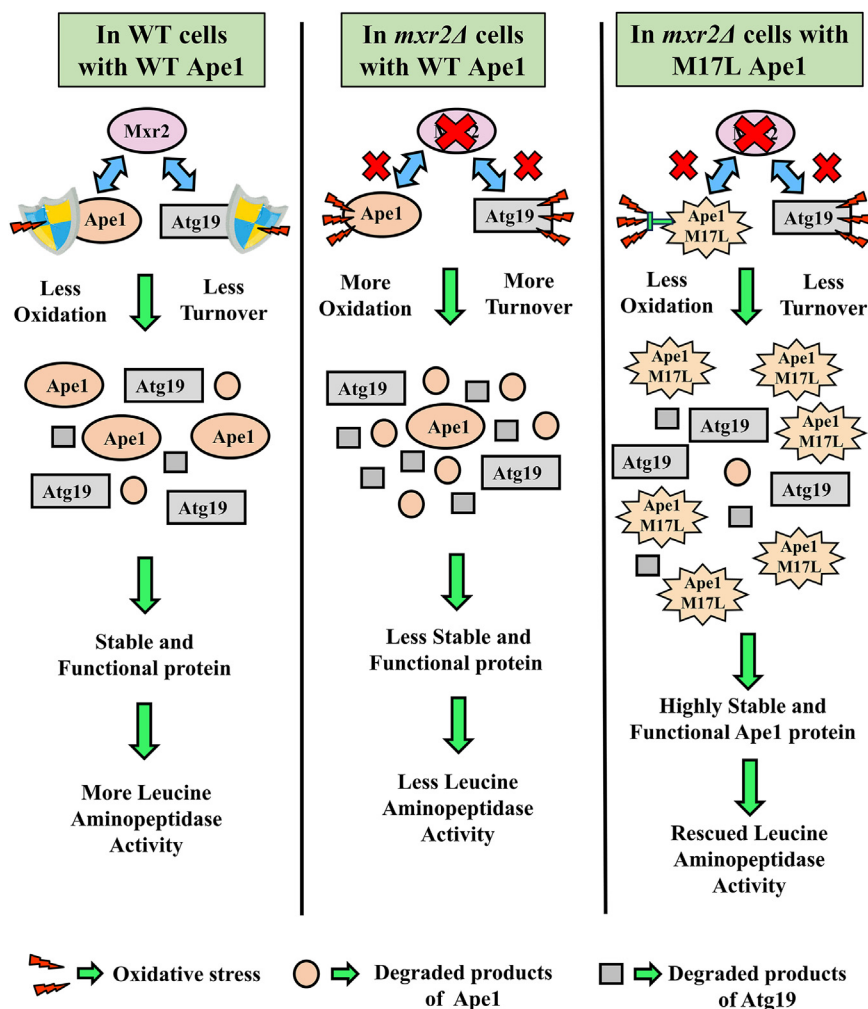 In WT cells
with WT Ape1
Mxr2
Ape1
Atg19
Less
Oxidation
Less
Turnover
Ape1
Atg19
Ape1
Ape1
Atg19
Atg19
Stable and
Functional protein
More Leucine
Aminopeptidase
Activity
In mxr2Δ cells
with WT Ape1
Ape1
Atg19
More
Oxidation
More
Turnover
Atg19
Ape1
Atg19
Less Stable and
Functional protein
Less Leucine
Aminopeptidase
Activity
In mxr2Δ cells with
M17L Ape1
Ape1
M17L
Atg19
Less
Oxidation
Less
Turnover
Ape1
M17L
Ape1
M17L
Atg19
Ape1
M17L
Atg19
Atg19
Ape1
M17L
Ape1
M17L
Ape1
M17L
Highly Stable and
Functional Ape1 protein
Rescued Leucine
Aminopeptidase
Activity
Oxidative stress
Degraded products
of Ape1
Degraded products
of Atg19